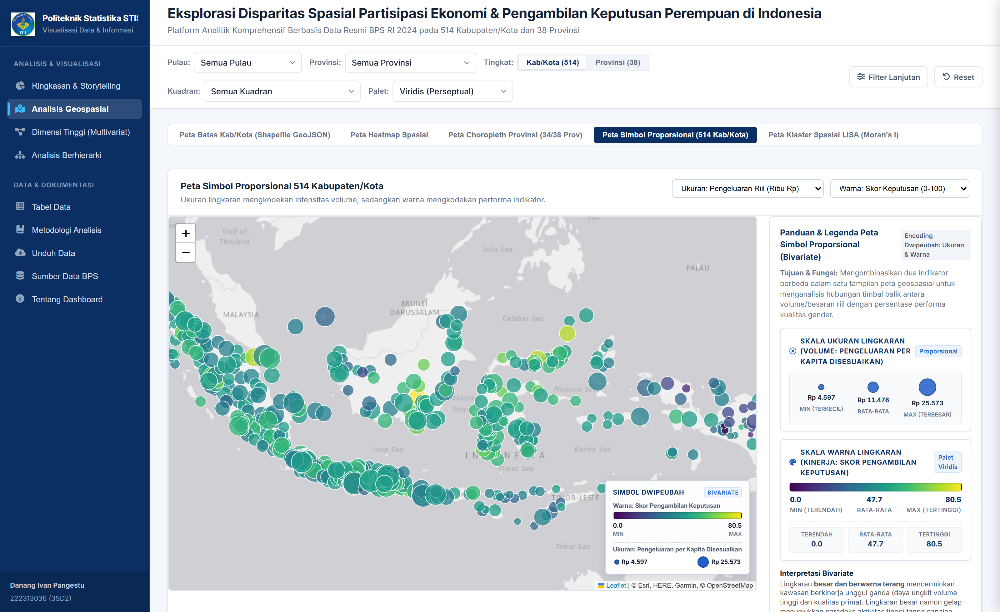 Politeknik Statistika STIS
Visualisasi Data & Informasi
ANALISIS & VISUALISASI
Ringkasan & Storytelling
Analisis Geospasial
Dimensi Tinggi (Multivariat)
Analisis Berhierarki
DATA & DOKUMENTASI
Tabel Data
Metodologi Analisis
Unduh Data
Sumber Data BPS
Tentang Dashboard
Danang Ivan Pangestu
222313036 (3SD2)
Eksplorasi Disparitas Spasial Partisipasi Ekonomi & Pengambilan Keputusan Perempuan di Indonesia
Platform Analitik Komprehensif Berbasis Data Resmi BPS RI 2024 pada 514 Kabupaten/Kota dan 38 Provinsi
Pulau: Semua Pulau Provinsi: Semua Provinsi Tingkat: Kab/Kota (514) Provinsi (38)
Kuadran: Semua Kuadran Palet: Viridis (Perseptual)
Filter Lanjutan Reset
Peta Batas Kab/Kota (Shapefile GeoJSON) Peta Heatmap Spasial Peta Choropleth Provinsi (34/38 Prov) Peta Simbol Proporsional (514 Kab/Kota) Peta Klaster Spasial LISA (Moran's I)
Peta Simbol Proporsional 514 Kabupaten/Kota
Ukuran lingkaran mengkodekan intensitas volume, sedangkan warna mengkodekan performa indikator.
Ukuran: Pengeluaran Riil (Ribu Rp) Warna: Skor Keputusan (0-100)
+
−
Sea
Gulf of
Thailand
Sulu Sea
PALAU
BRUNEI
DARUSSALAM
MALAYSIA
Celebes Sea
Molucca Se
akassa
Strai
Java Sea
Banda Sea
I N N E A
Flores Sea
TIMOR-LESTE
Timor Sea
SIMBOL DWIPEUBAH BIVARIATE
Warna: Skor Pengambilan Keputusan
0.0 80.5
MIN MAX
Ukuran: Pengeluaran per Kapita Disesuaikan
Rp 4.597 Rp 25.573
Leaflet | © Esri, HERE, Garmin, © OpenStreetMap
Panduan & Legenda Peta
Simbol Proporsional
(Bivariate)
Encoding
Dwipeubah: Ukuran
& Warna
Tujuan & Fungsi: Mengombinasikan dua indikator
berbeda dalam satu tampilan peta geospasial untuk
menganalisis hubungan timbal balik antara
volume/besaran riil dengan persentase performa
kualitas gender.
SKALA UKURAN LINGKARAN
(VOLUME: PENGELUARAN PER
KAPITA DISESUAIKAN)
Proporsional
Rp 4.597 Rp 11.478 Rp 25.573
MIN (TERKECIL) RATA-RATA MAX (TERBESAR)
SKALA WARNA LINGKARAN
(KINERJA: SKOR PENGAMBILAN
KEPUTUSAN)
Palet
Viridis
0.0 47.7 80.5
MIN (TERENDAH) RATA-RATA MAX (TERTINGGI)
TERENDAH RATA-RATA TERTINGGI
0.0 47.7 80.5
Interpretasi Bivariate
Lingkaran besar dan berwarna terang mencerminkan
kawasan berkinerja unggul ganda (daya ungkit volume
tinggi dan kualitas prima). Lingkaran besar namun gelap
menunjukkan paradoks aktivitas tinggi tanpa capaian